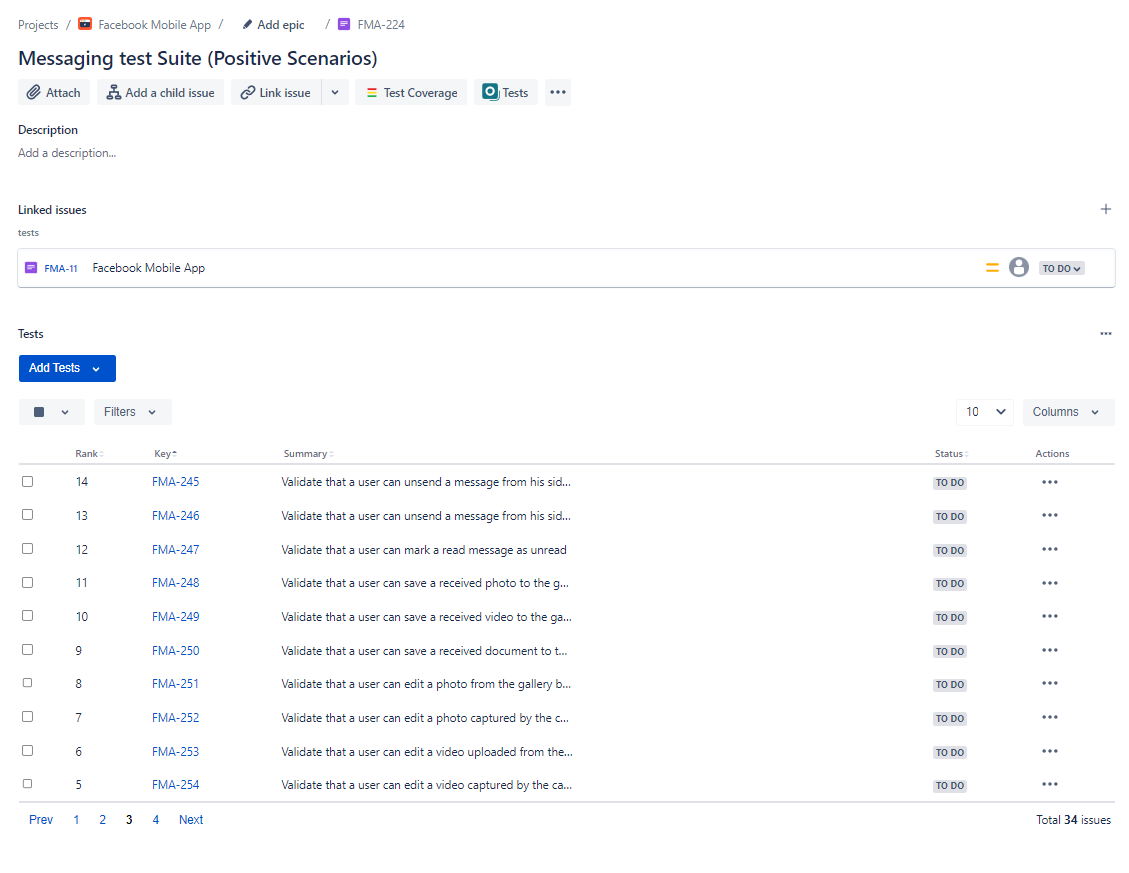 Projects / Facebook Mobile App / Add epic / FMA-224
Messaging test Suite (Positive Scenarios)
Attach Add a child issue Link issue Test Coverage Tests
Description
Add a description...
Linked issues
tests
FMA-11 Facebook Mobile App TO DO
Tests
Add Tests
Filters 10 Columns
Rank Key Summary Status Actions
14 FMA-245 Validate that a user can unsend a message from his sid... TO DO
13 FMA-246 Validate that a user can unsend a message from his sid... TO DO
12 FMA-247 Validate that a user can mark a read message as unread TO DO
11 FMA-248 Validate that a user can save a received photo to the g... TO DO
10 FMA-249 Validate that a user can save a received video to the ga... TO DO
9 FMA-250 Validate that a user can save a received document to t... TO DO
8 FMA-251 Validate that a user can edit a photo from the gallery b... TO DO
7 FMA-252 Validate that a user can edit a photo captured by the c... TO DO
6 FMA-253 Validate that a user can edit a video uploaded from the... TO DO
5 FMA-254 Validate that a user can edit a video captured by the ca... TO DO
Prev 1 2 3 4 Next Total 34 issues